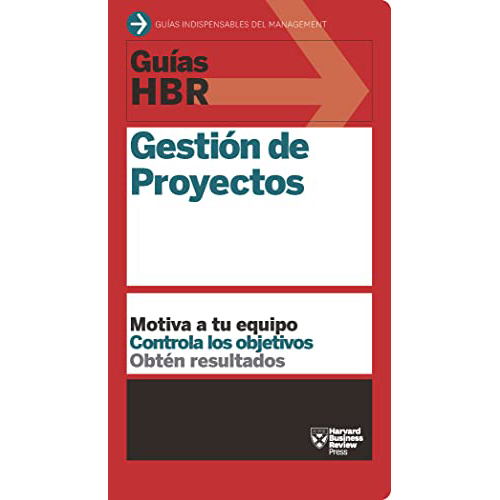 GUÍAS INDISPENSABLES DEL MANAGEMENT
Guías
HBR
Gestión de
Proyectos
Motiva a tu equipo
Controla los objetivos
Obtén resultados
Harvard
Business
Review
Press